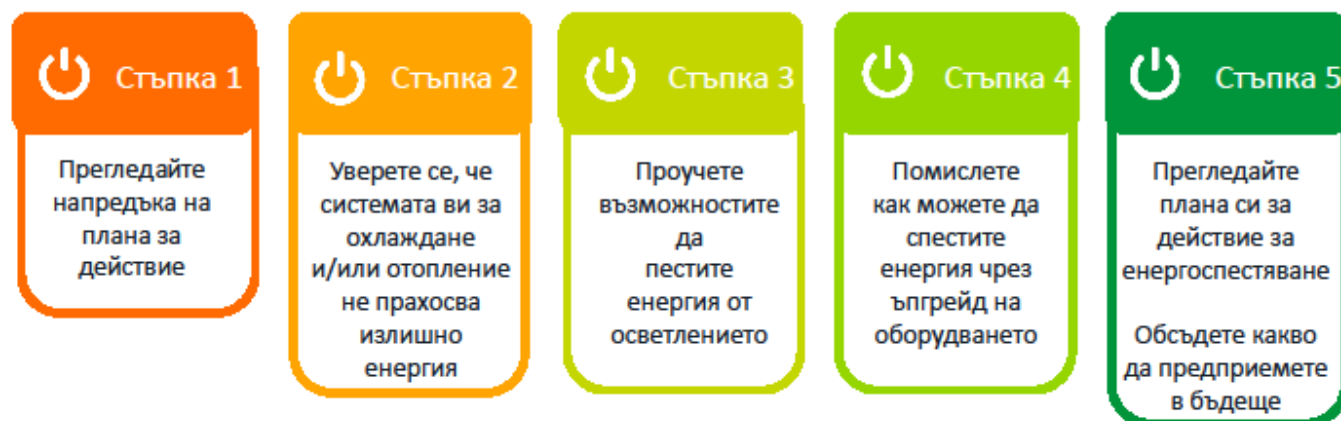 Стъпка 1
Прегледайте
напредъка на
плана за
действие
Стъпка 2
Уверете се, че
системата ви за
охлаждане
и/или отопление
не прахосва
излишно
енергия
Стъпка 3
Проучете
възможностите
да
пестите
енергия от
осветлението
Стъпка 4
Помислете
как можете да
спестите
енергия чрез
ъпгрейд на
оборудването
Стъпка 5
Прегледайте
плана си за
действие за
енергоспестяване
Обсъдете какво
да предприемете
в бъдеще